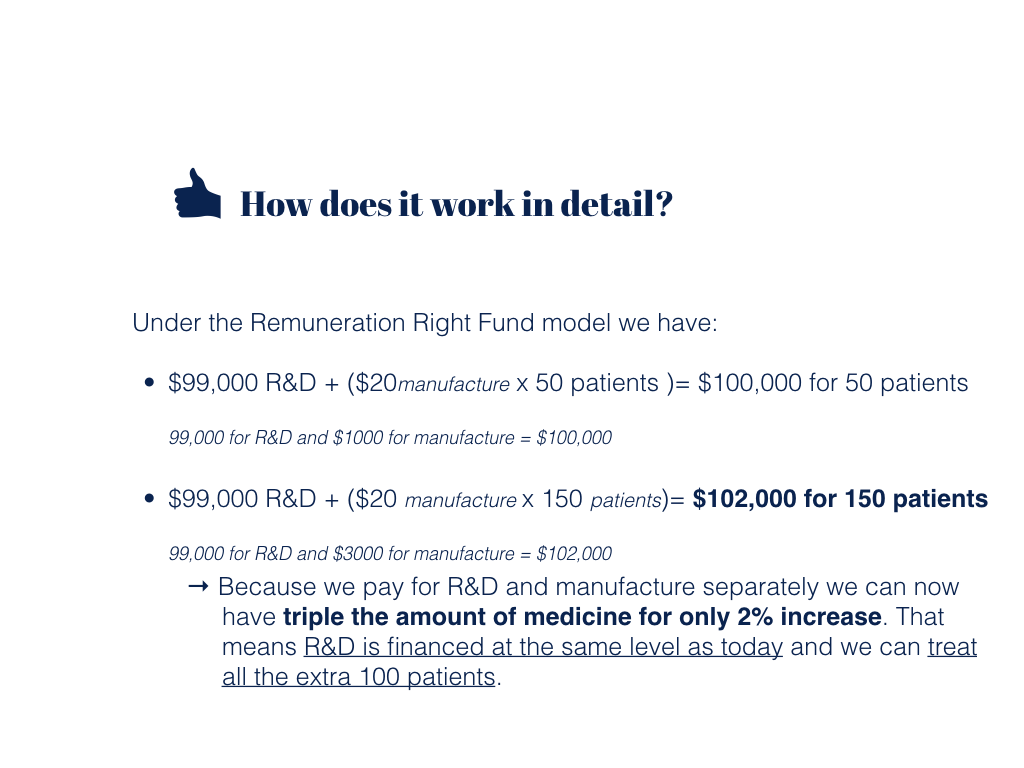 How does it work in detail?
Under the Remuneration Right Fund model we have:
• $99,000 R&D + ($20manufacture x 50 patients )= $100,000 for 50 patients
99,000 for R&D and $1000 for manufacture = $100,000
• $99,000 R&D + ($20 manufacture x 150 patients)= $102,000 for 150 patients
99,000 for R&D and $3000 for manufacture = $102,000
→ Because we pay for R&D and manufacture separately we can now
have triple the amount of medicine for only 2% increase. That
means R&D is financed at the same level as today and we can treat
all the extra 100 patients.